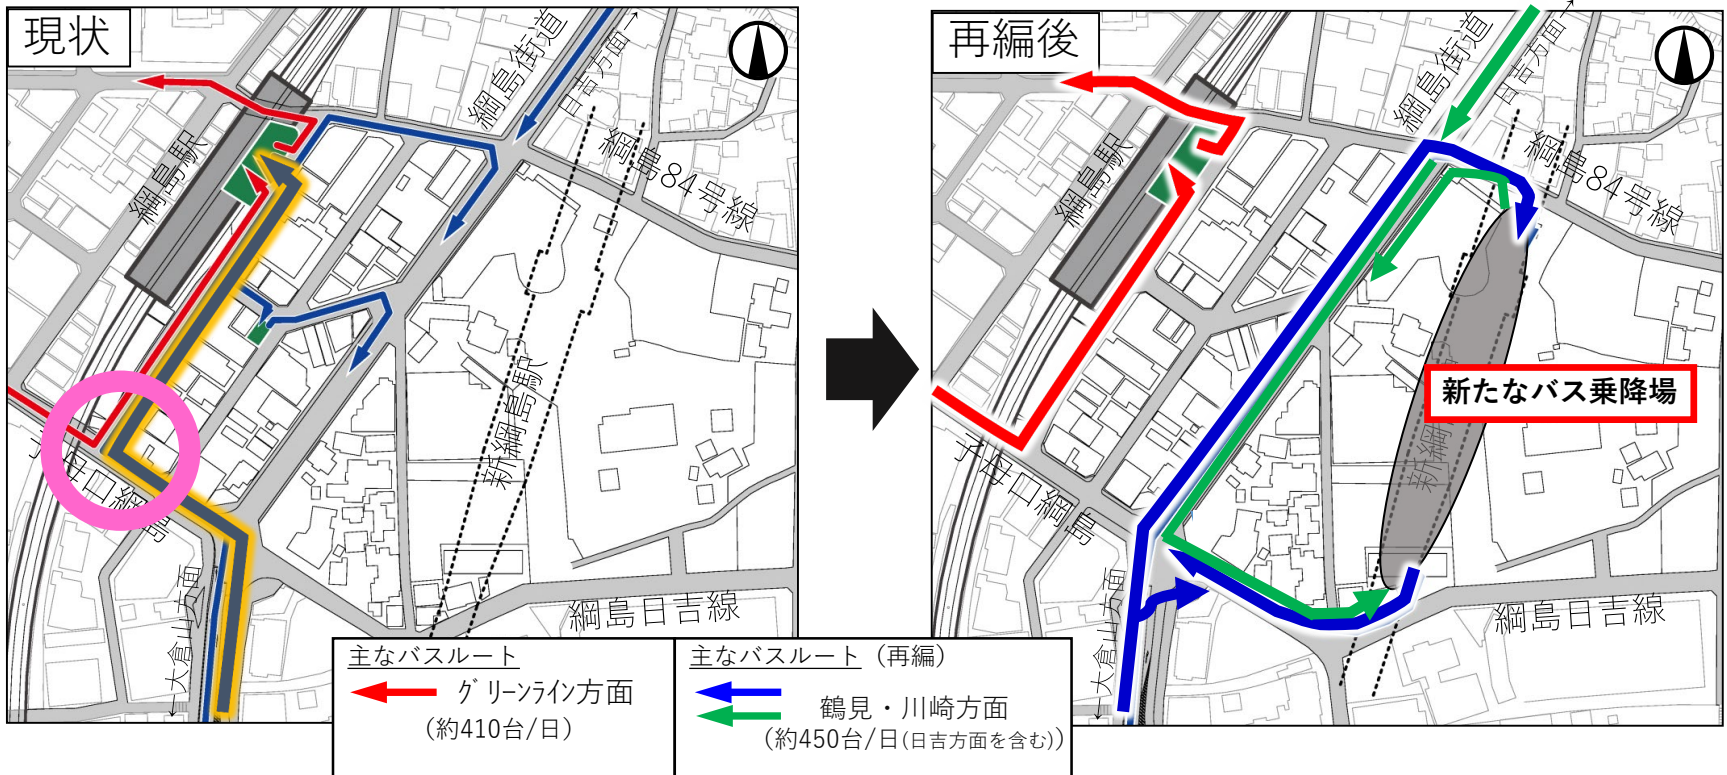 現状
綱島街道
日吉方面→
綱島駅
綱島84号線
新綱島駅
子母口綱島
綱島日吉線
←大倉山方面
再編後
綱島街道
→日吉方面
綱島駅
綱島84号線
新たなバス乗降場
新綱島
子母口綱島
綱島日吉線
←大倉山方面
主なバスルート
グリーンライン方面
(約410台/日)
主なバスルート（再編）
鶴見・川崎方面
(約450台/日(日吉方面を含む))